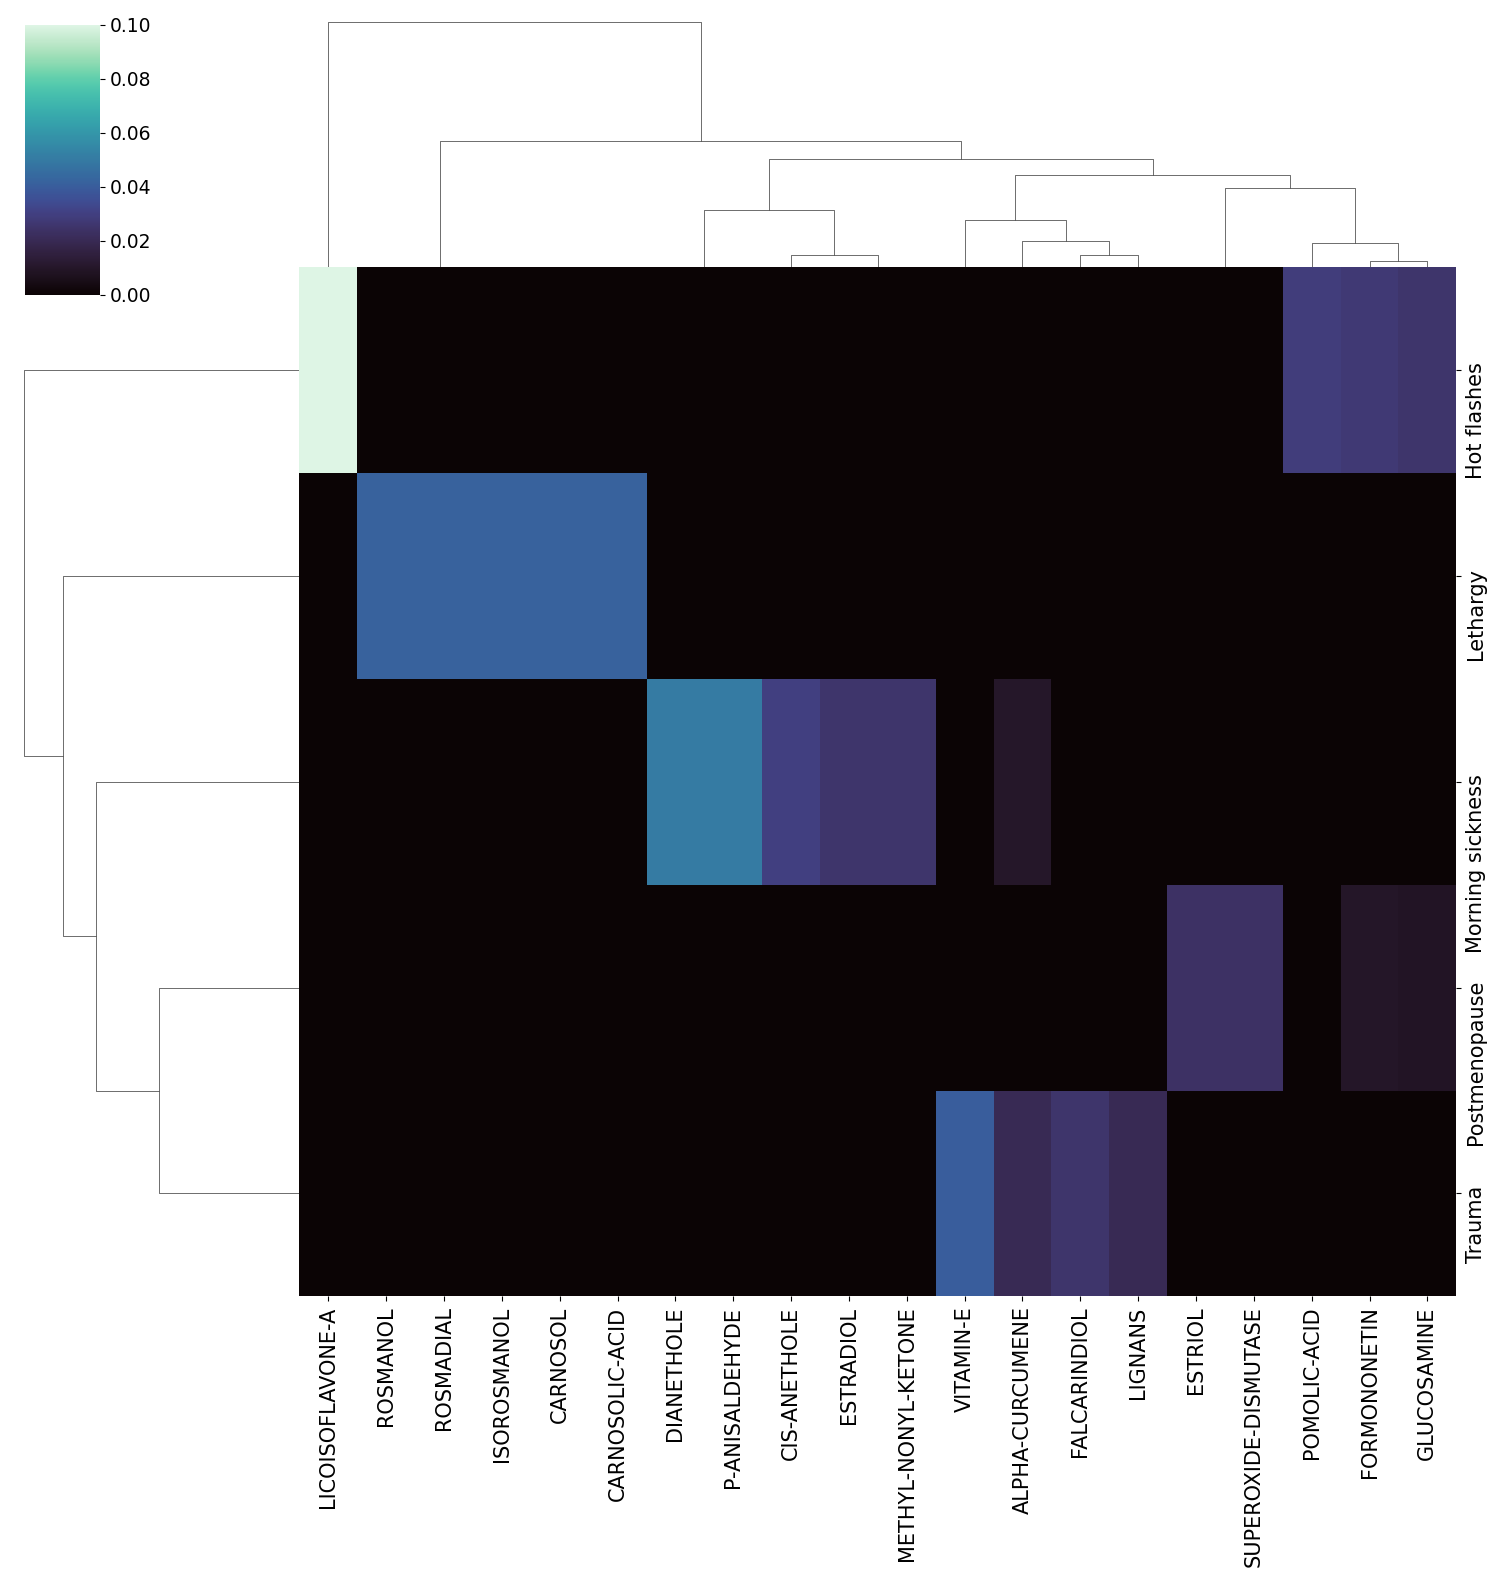 0.10
0.08
0.06
0.04
0.02
0.00
Hot flashes
Lethargy
Morning sickness
Postmenopause
Trauma
LICOISOFLAVONE-A
ROSMANOL
ROSMADIAL
ISOROSMANOL
CARNOSOL
CARNOSOLIC-ACID
DIANETHOLE
P-ANISALDEHYDE
CIS-ANETHOLE
ESTRADIOL
METHYL-NONYL-KETONE
VITAMIN-E
ALPHA-CURCUMENE
FALCARINDIOL
LIGNANS
ESTRIOL
SUPEROXIDE-DISMUTASE
POMOLIC-ACID
FORMONONETIN
GLUCOSAMINE